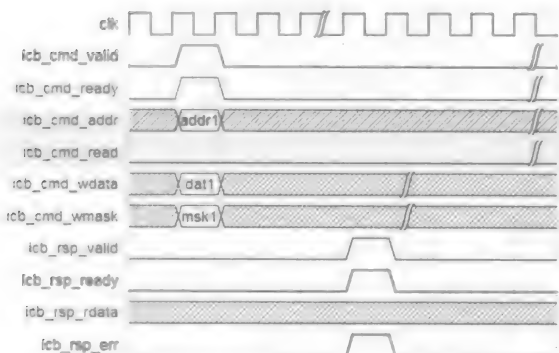 clk
icb_cmd_valid
icb_cmd_ready
icb_cmd_addr addr1
icb_cmd_read
icb_cmd_wdata dat1
icb_cmd_wmask msk1
icb_rsp_valid
icb_rsp_ready
icb_rsp_rdata
icb_rsp_err